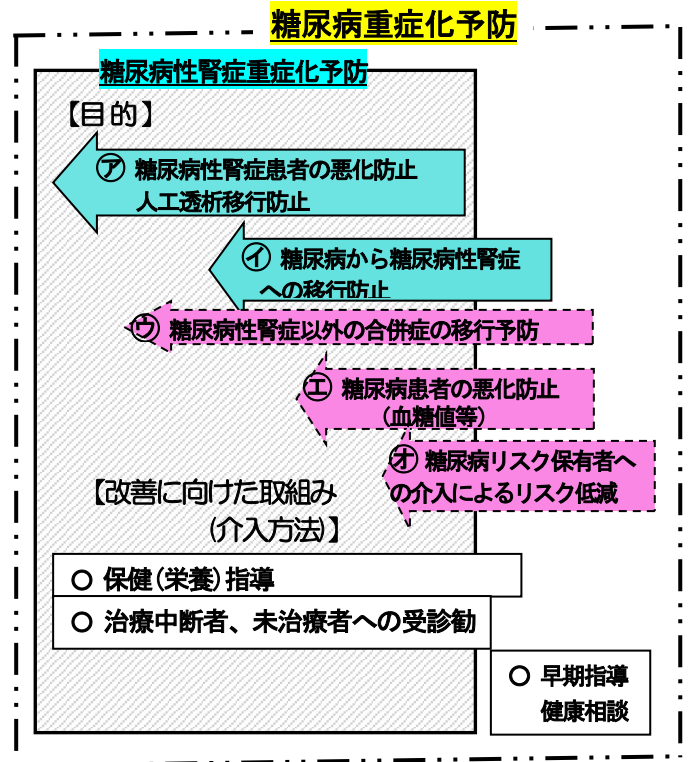 糖尿病重症化予防
糖尿病性腎症重症化予防
【目的】
㋐ 糖尿病性腎症患者の悪化防止
人工透析移行防止
㋑ 糖尿病から糖尿病性腎症
への移行防止
㋒ 糖尿病性腎症以外の合併症の移行予防
㋓ 糖尿病患者の悪化防止
（血糖値等）
㋔ 糖尿病リスク保有者へ
の介入によるリスク低減
【改善に向けた取組み
（介入方法）】
○ 保健（栄養）指導
○ 治療中断者、未治療者への受診勧
○ 早期指導
健康相談